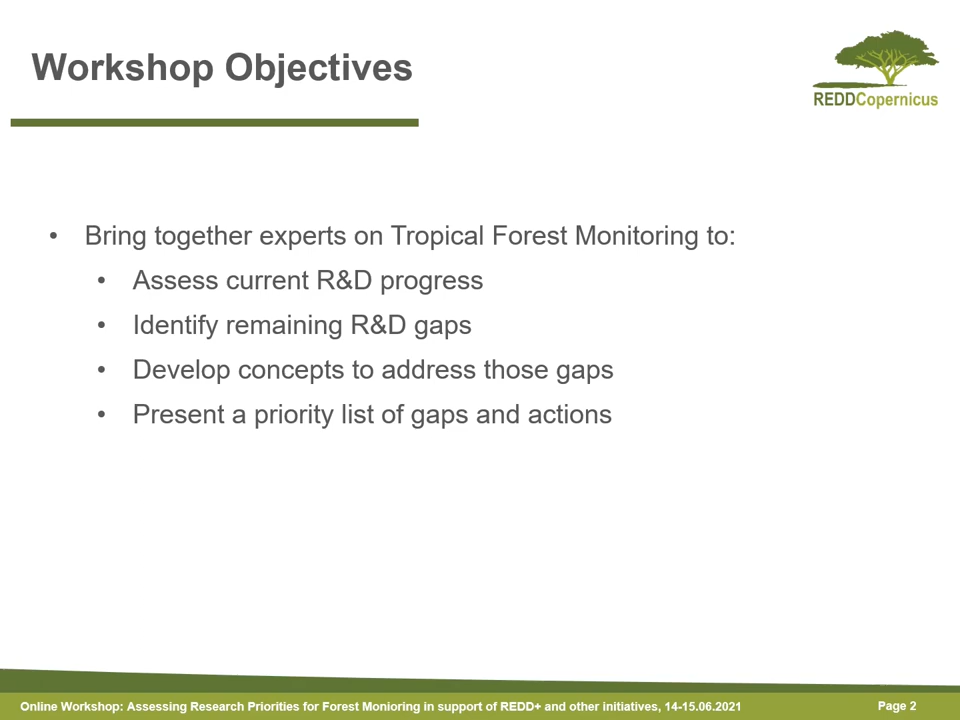 Workshop Objectives
REDDCopernicus
• Bring together experts on Tropical Forest Monitoring to:
• Assess current R&D progress
• Identify remaining R&D gaps
• Develop concepts to address those gaps
• Present a priority list of gaps and actions
Online Workshop: Assessing Research Priorities for Forest Monioring in support of REDD+ and other initiatives, 14-15.06.2021
Page 2